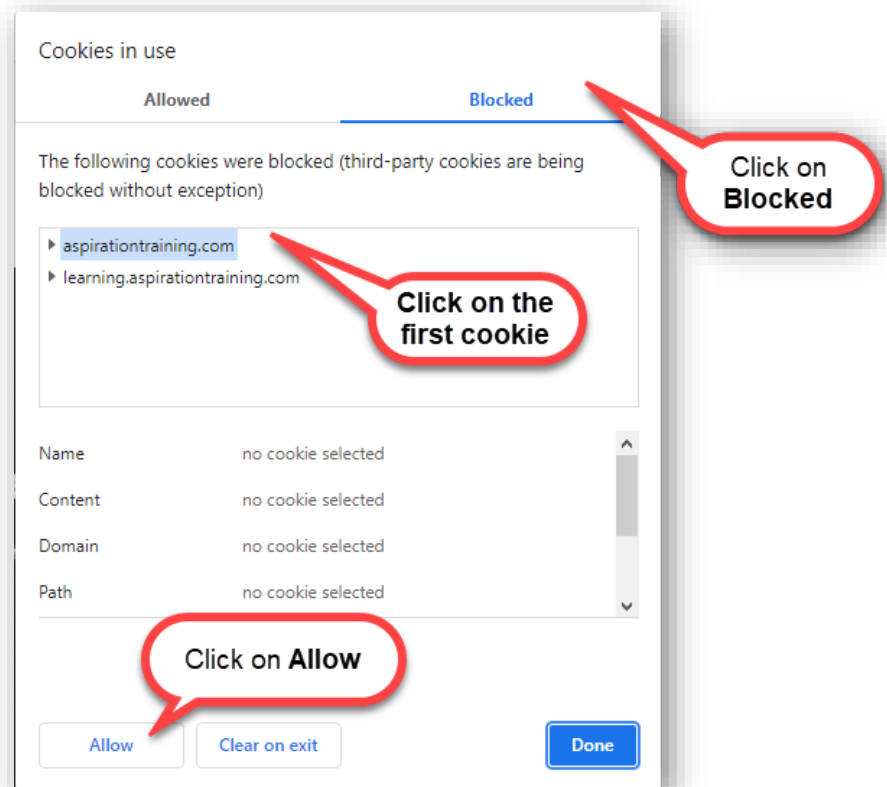 Cookies in use
Allowed
Blocked
Click on
Blocked
The following cookies were blocked (third-party cookies are being
blocked without exception)
aspirationtraining.com
learning.aspirationtraining.com
Click on the
first cookie
Name no cookie selected
Content no cookie selected
Domain no cookie selected
Path no cookie selected
Click on Allow
Allow
Clear on exit
Done